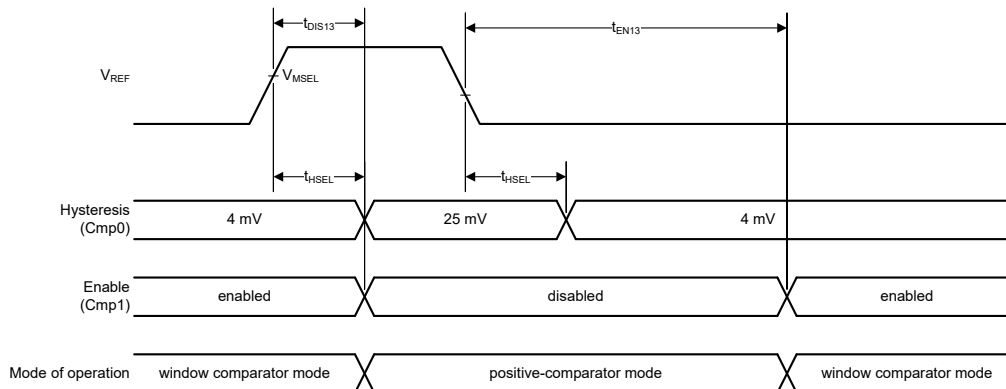 tDIS13
tEN13
VREF
VMSEL
tHSEL
tHSEL
Hysteresis
(Cmp0)
4 mV
25 mV
4 mV
Enable
(Cmp1)
enabled
disabled
enabled
Mode of operation
window comparator mode
positive-comparator mode
window comparator mode